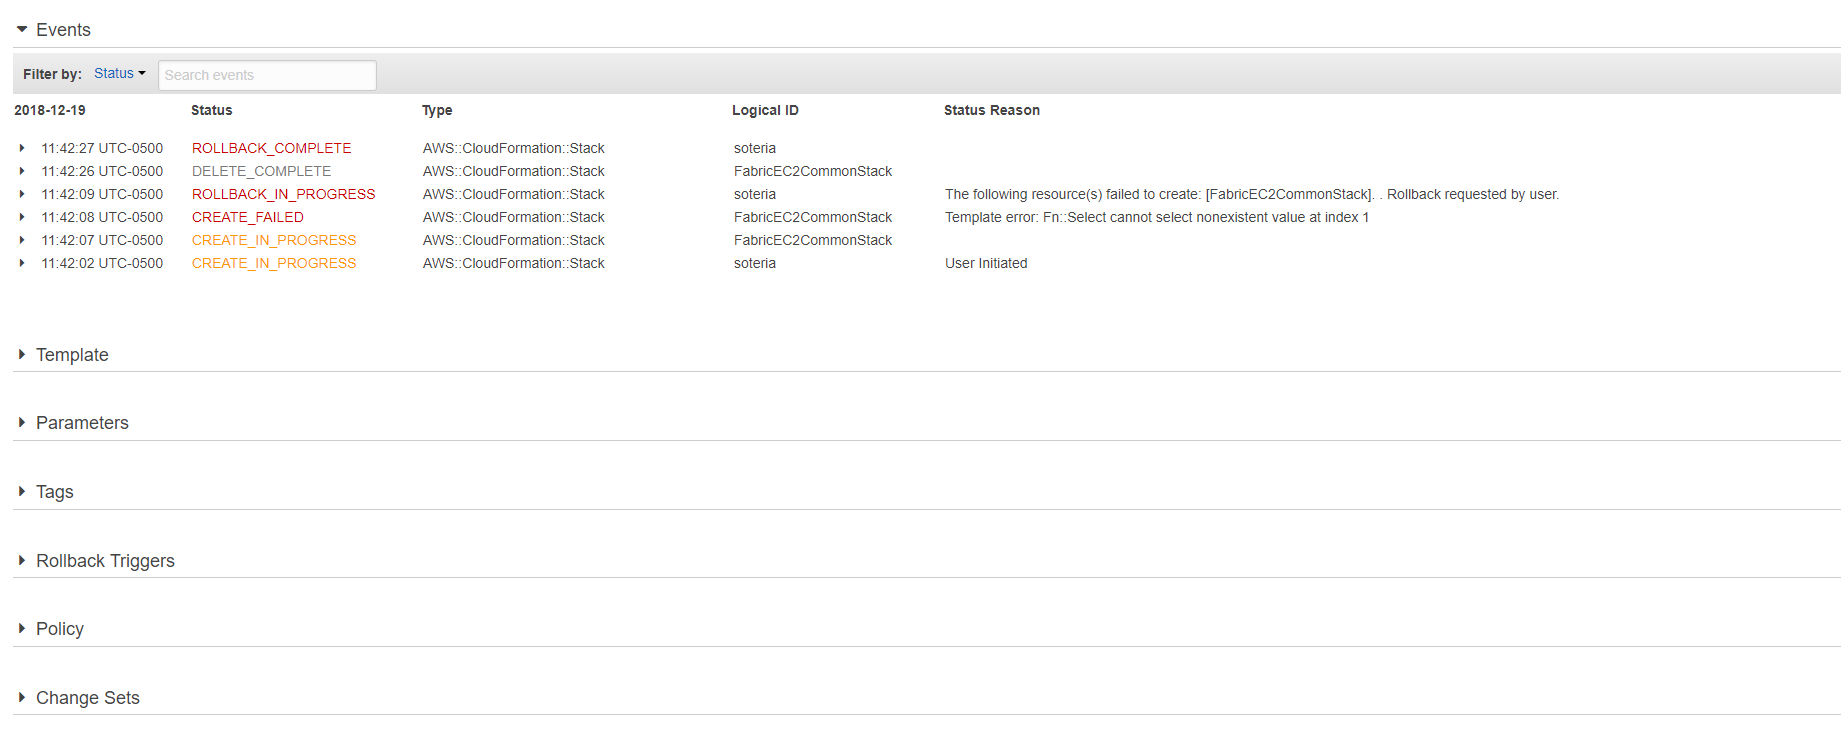 Events
Filter by: Status Search events
2018-12-19 Status Type Logical ID Status Reason
11:42:27 UTC-0500 ROLLBACK_COMPLETE AWS::CloudFormation::Stack soteria
11:42:26 UTC-0500 DELETE_COMPLETE AWS::CloudFormation::Stack FabricEC2CommonStack
11:42:09 UTC-0500 ROLLBACK_IN_PROGRESS AWS::CloudFormation::Stack soteria The following resource(s) failed to create: [FabricEC2CommonStack]. . Rollback requested by user.
11:42:08 UTC-0500 CREATE_FAILED AWS::CloudFormation::Stack FabricEC2CommonStack Template error: Fn::Select cannot select nonexistent value at index 1
11:42:07 UTC-0500 CREATE_IN_PROGRESS AWS::CloudFormation::Stack FabricEC2CommonStack
11:42:02 UTC-0500 CREATE_IN_PROGRESS AWS::CloudFormation::Stack soteria User Initiated
Template
Parameters
Tags
Rollback Triggers
Policy
Change Sets